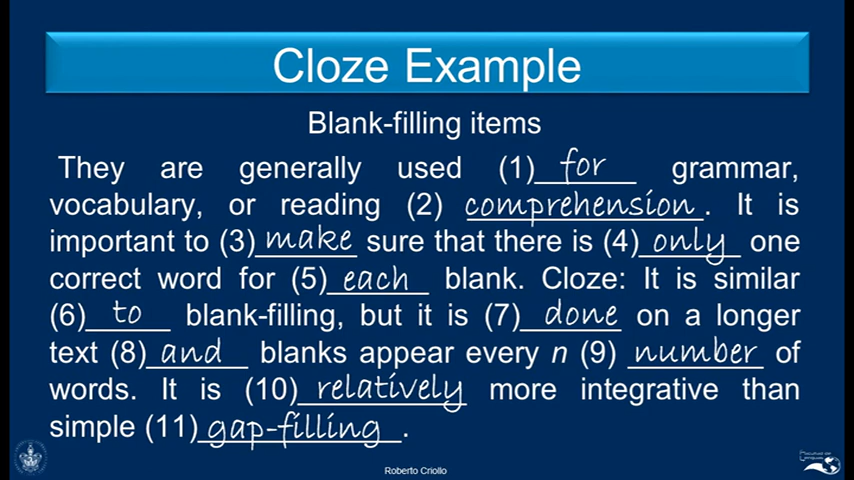 Cloze Example
Blank-filling items
They are generally used (1) for grammar,
vocabulary, or reading (2) comprehension. It is
important to (3) make sure that there is (4) only one
correct word for (5) each blank. Cloze: It is similar
(6) to blank-filling, but it is (7) done on a longer
text (8) and blanks appear every n (9) number of
words. It is (10) relatively more integrative than
simple (11) gap-filling.
Roberto Criollo